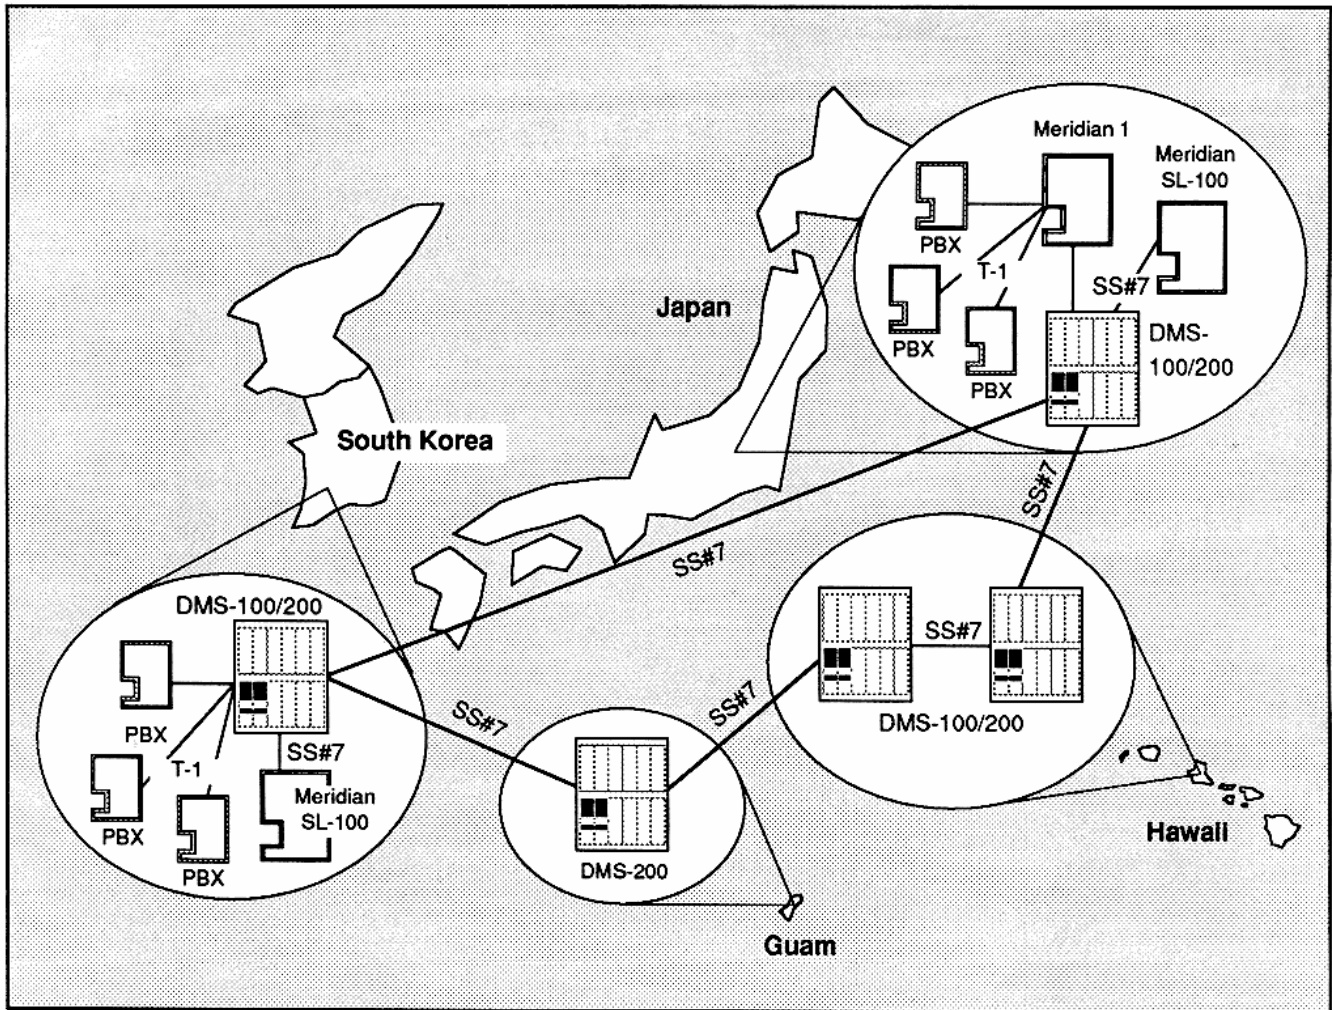 Meridian 1
Meridian
SL-100
PBX
T-1
SS#7
PBX
PBX
DMS-
100/200
Japan
South Korea
SS#7
SS#7
DMS-100/200
PBX
SS#7
T-1
PBX
PBX
Meridian
SL-100
SS#7
DMS-200
SS#7
SS#7
DMS-100/200
Guam
Hawaii